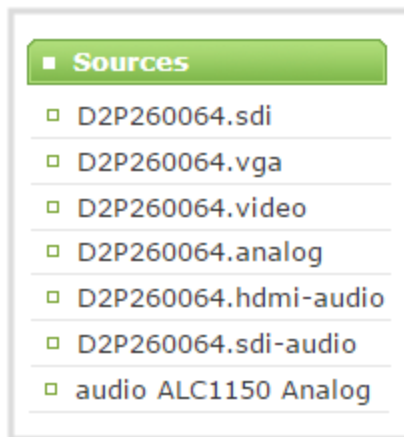 Sources
D2P260064.sdi
D2P260064.vga
D2P260064.video
D2P260064.analog
D2P260064.hdmi-audio
D2P260064.sdi-audio
audio ALC1150 Analog